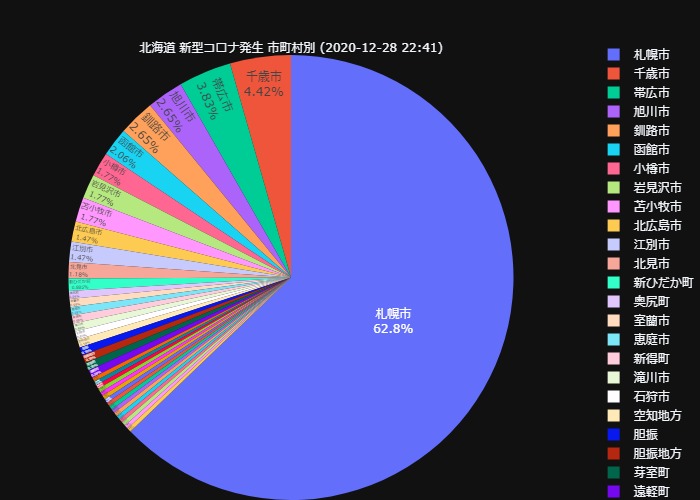 北海道 新型コロナ発生 市町村別 (2020-12-28 22:41)
千歳市
4.42%
帯広市
3.83%
旭川市
2.65%
釧路市
2.65%
函館市
2.06%
小樽市
1.77%
岩見沢市
1.77%
苫小牧市
1.77%
北広島市
1.47%
江別市
1.47%
北見市
1.18%
札幌市
62.8%
札幌市
千歳市
帯広市
旭川市
釧路市
函館市
小樽市
岩見沢市
苫小牧市
北広島市
江別市
北見市
新ひだか町
奥尻町
室蘭市
恵庭市
新得町
滝川市
石狩市
空知地方
胆振
胆振地方
芽室町
遠軽町